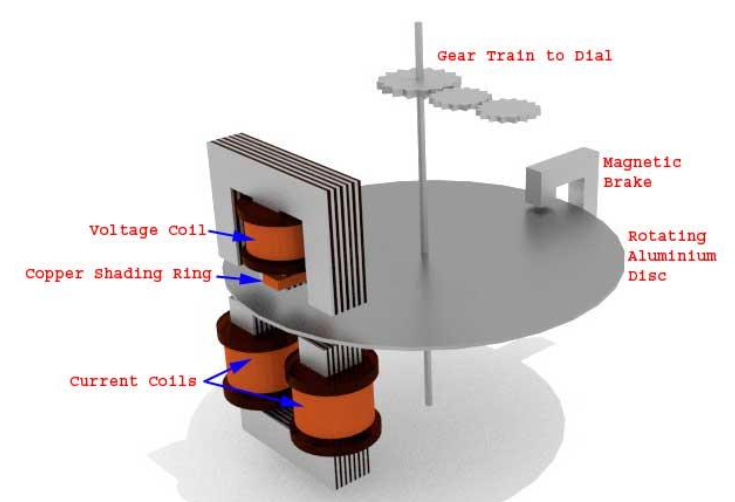 Gear Train to Dial
Magnetic
Brake
Voltage Coil
Rotating
Aluminium
Disc
Copper Shading Ring
Current Coils